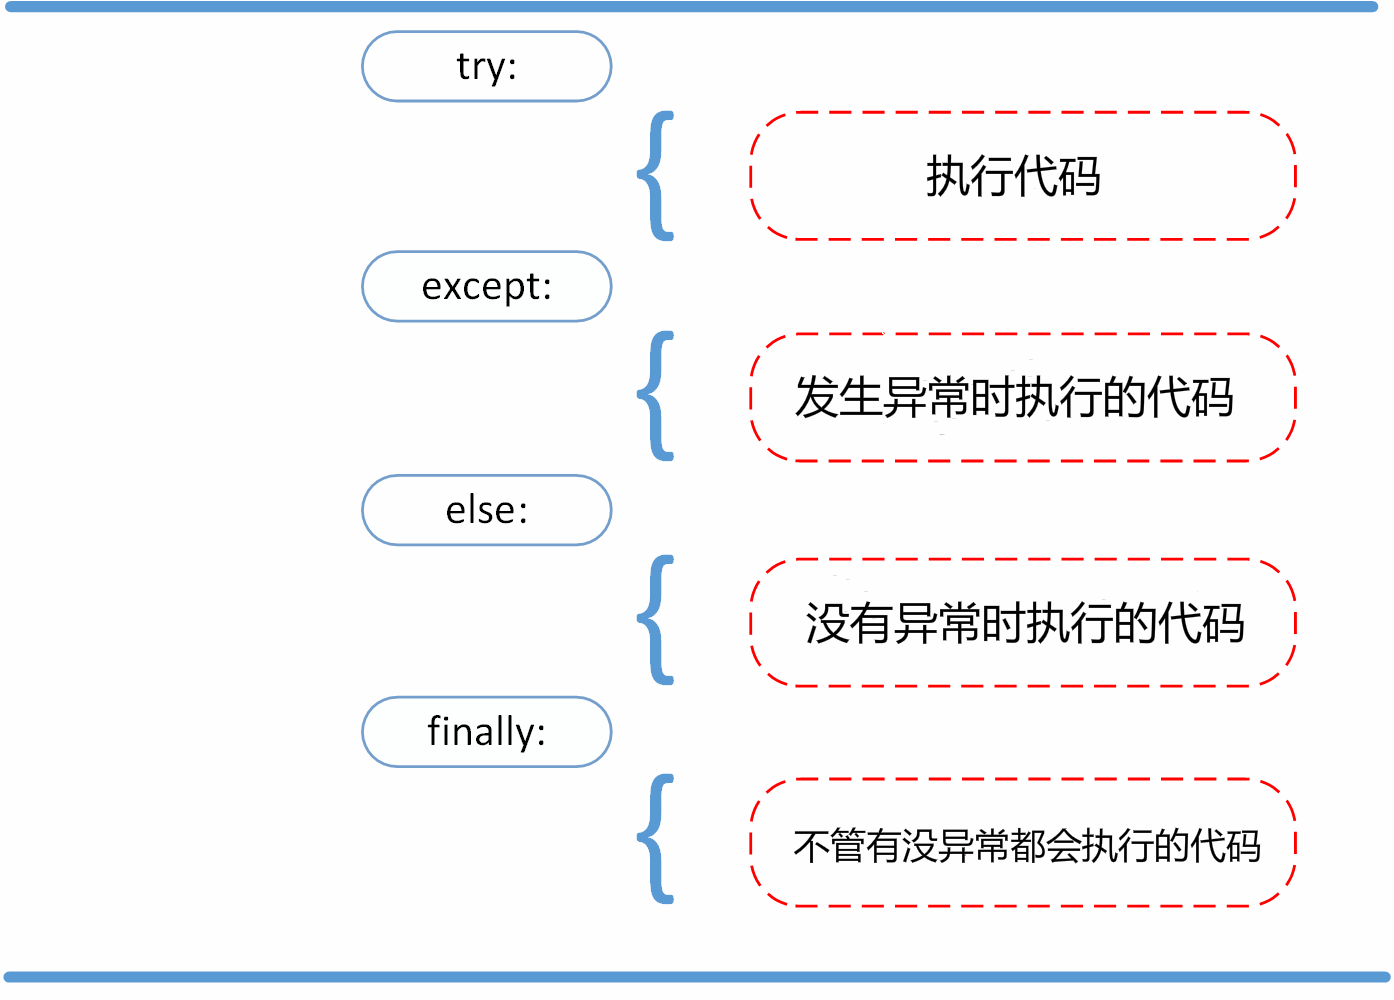 try:
执行代码
except:
发生异常时执行的代码
else:
没有异常时执行的代码
finally:
不管有没异常都会执行的代码